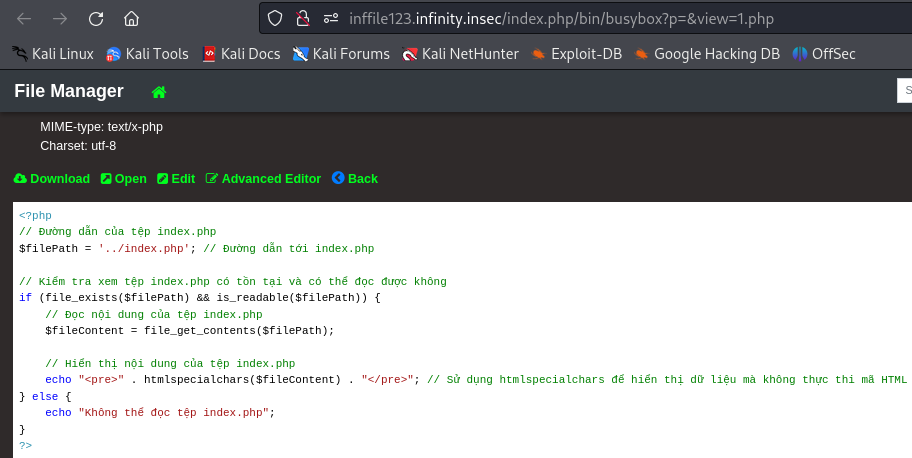 inffile123.infinity.insec/index.php/bin/busybox?p=&view=1.php
Kali Linux Kali Tools Kali Docs Kali Forums Kali NetHunter Exploit-DB Google Hacking DB OffSec
File Manager
S
MIME-type: text/x-php
Charset: utf-8
Download Open Edit Advanced Editor Back
<?php
// Đường dẫn của tệp index.php
$filePath = '../index.php'; // Đường dẫn tới index.php
// Kiểm tra xem tệp index.php có tồn tại và có thể đọc được không
if (file_exists($filePath) && is_readable($filePath)) {
// Đọc nội dung của tệp index.php
$fileContent = file_get_contents($filePath);
// Hiển thị nội dung của tệp index.php
echo "<pre>" . htmlspecialchars($fileContent) . "</pre>"; // Sử dụng htmlspecialchars để hiển thị dữ liệu mà không thực thi mã HTML
} else {
echo "Không thể đọc tệp index.php";
}
?>